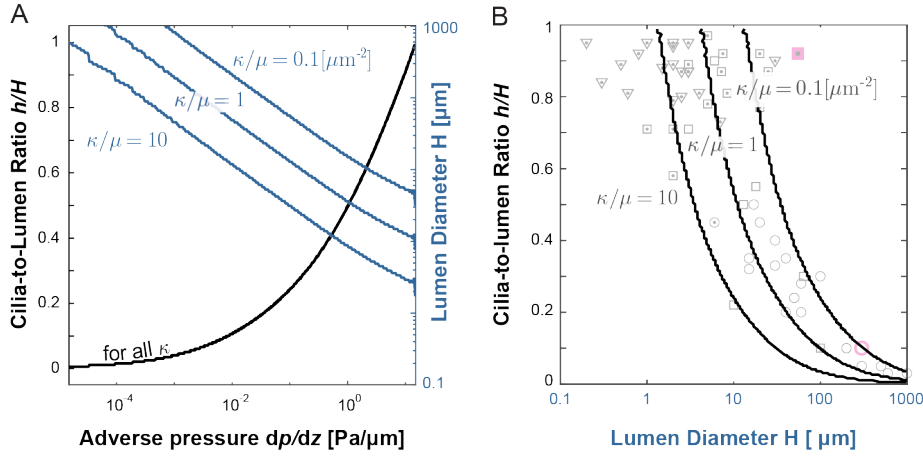 A
Cilia-to-Lumen Ratio h/H
1
0.8
0.6
0.4
0.2
0
κ/μ = 0.1[μm⁻²]
κ/μ = 1
κ/μ = 10
for all κ
1000
Lumen Diameter H [μm]
0.1
10⁻⁴
10⁻²
10⁰
Adverse pressure dp/dz [Pa/μm]
B
Cilia-to-lumen Ratio h/H
1
0.8
0.6
0.4
0.2
0
κ/μ = 0.1[μm⁻²]
κ/μ = 1
κ/μ = 10
0.1
1
10
100
1000
Lumen Diameter H [ μm]